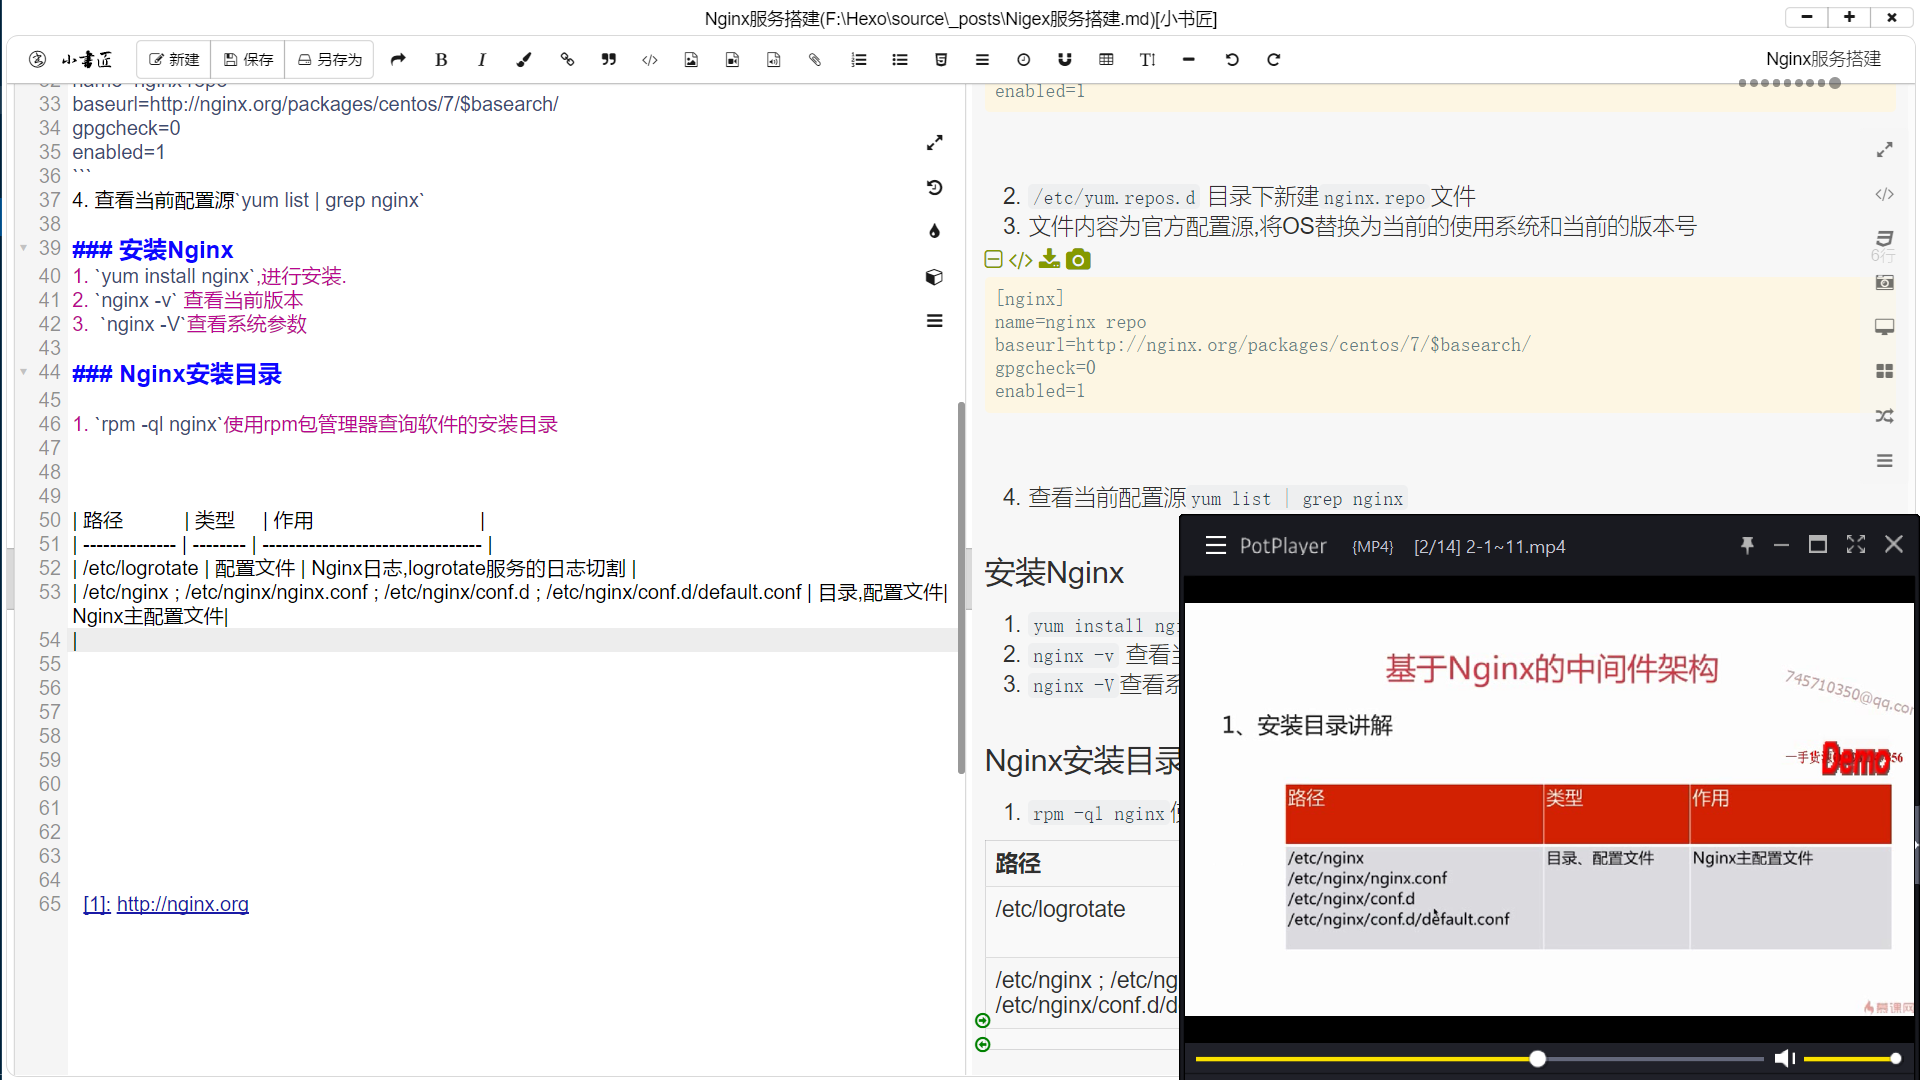 Nginx服务搭建(F:\Hexo\source\_posts\Nigex服务搭建.md)[小书匠]
小書匠 新建 保存 另存为
Nginx服务搭建
33 baseurl=http://nginx.org/packages/centos/7/$basearch/
34 gpgcheck=0
35 enabled=1
36 ```
37 4. 查看当前配置源`yum list | grep nginx`
38
39 ### 安装Nginx
40 1. `yum install nginx`,进行安装.
41 2. `nginx -v` 查看当前版本
42 3.  `nginx -V`查看系统参数
43
44 ### Nginx安装目录
45
46 1. `rpm -ql nginx`使用rpm包管理器查询软件的安装目录
47
48
49
50 | 路径 | 类型 | 作用 |
51 | -------------- | -------- | --------------------------------- |
52 | /etc/logrotate | 配置文件 | Nginx日志,logrotate服务的日志切割 |
53 | /etc/nginx ; /etc/nginx/nginx.conf ; /etc/nginx/conf.d ; /etc/nginx/conf.d/default.conf | 目录,配置文件|
Nginx主配置文件|
54 |
55
56
57
58
59
60
61
62
63
64
65 [1]: http://nginx.org
enabled=1
2. /etc/yum.repos.d 目录下新建nginx.repo文件
3. 文件内容为官方配置源,将OS替换为当前的使用系统和当前的版本号
6行
[nginx]
name=nginx repo
baseurl=http://nginx.org/packages/centos/7/$basearch/
gpgcheck=0
enabled=1
4. 查看当前配置源yum list | grep nginx
安装Nginx
1. yum install
2. nginx -v 查看
3. nginx -V查看
Nginx安装目录
1. rpm -ql nginx
路径
/etc/logrotate
/etc/nginx ; /etc/ng
/etc/nginx/conf.d/d
PotPlayer {MP4} [2/14] 2-1~11.mp4
基于Nginx的中间件架构
745710350@qq.com
1、安装目录讲解
一手货源
Demo
路径 类型 作用
/etc/nginx 目录、配置文件 Nginx主配置文件
/etc/nginx/nginx.conf
/etc/nginx/conf.d
/etc/nginx/conf.d/default.conf
慕课网